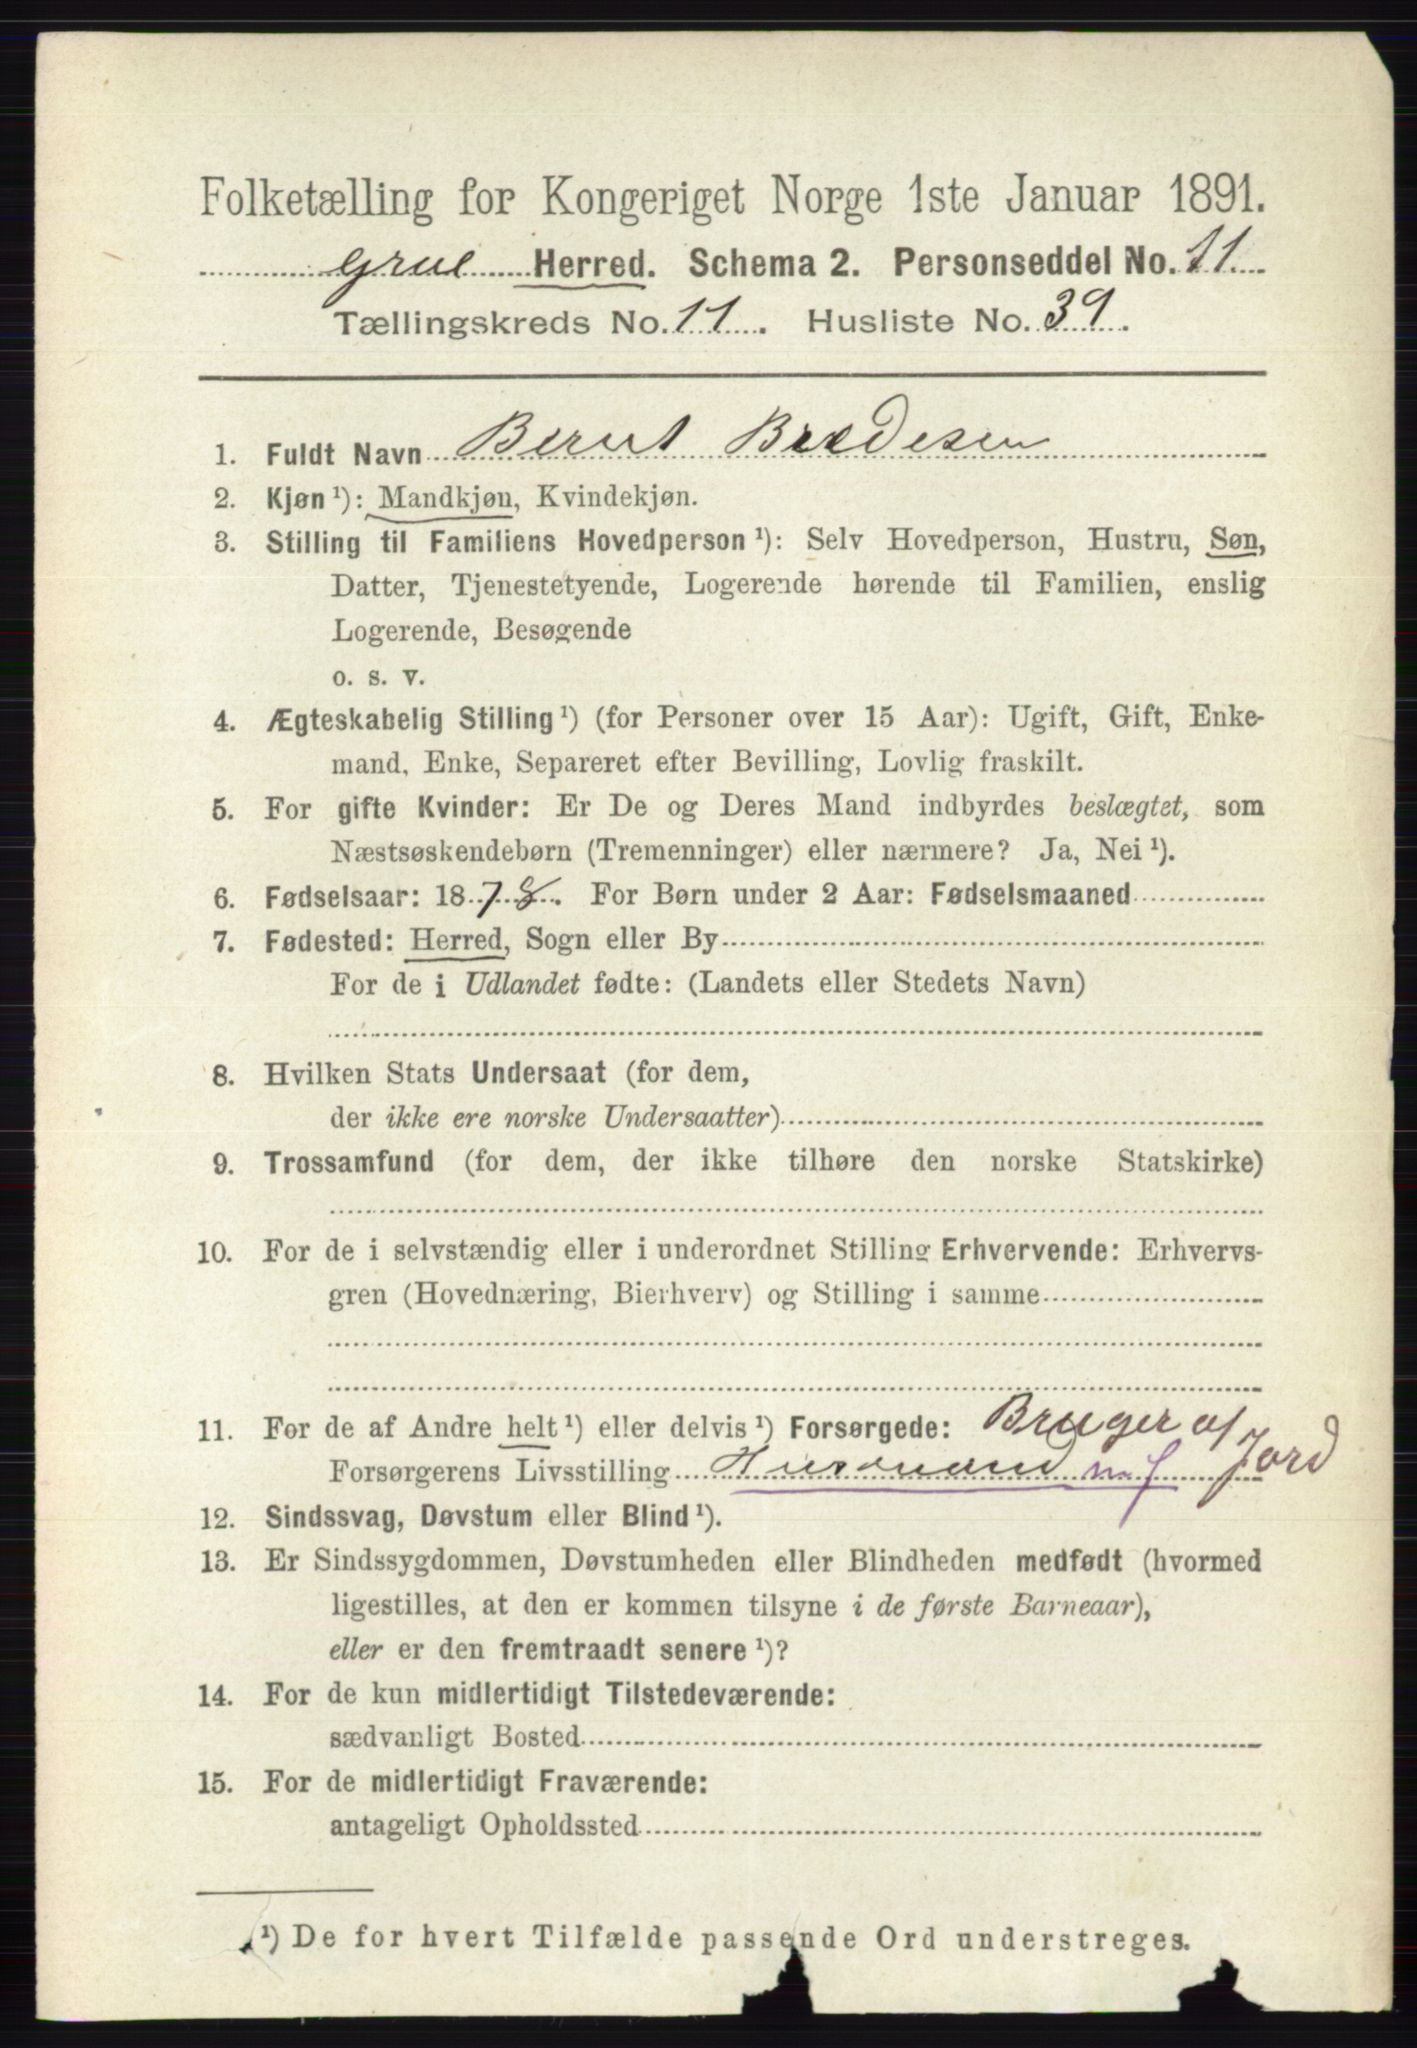 Folketælling for Kongeriget Norge 1ste Januar 1891.
Grue Herred. Schema 2. Personseddel No. 11
Tællingskreds No. 11. Husliste No. 39.
1. Fuldt Navn Bernt Bredesen
2. Kjøn ¹): Mandkjøn, Kvindekjøn.
3. Stilling til Familiens Hovedperson ¹): Selv Hovedperson, Hustru, Søn,
Datter, Tjenestetyende, Logerende hørende til Familien, enslig
Logerende, Besøgende
o. s. v.
4. Ægteskabelig Stilling ¹) (for Personer over 15 Aar): Ugift, Gift, Enke-
mand, Enke, Separeret efter Bevilling, Lovlig fraskilt.
5. For gifte Kvinder: Er De og Deres Mand indbyrdes beslægtet, som
Næstsøskendebørn (Tremenninger) eller nærmere? Ja, Nei ¹).
6. Fødselsaar: 1878. For Børn under 2 Aar: Fødselsmaaned
7. Fødested: Herred, Sogn eller By
For de i Udlandet fødte: (Landets eller Stedets Navn)
8. Hvilken Stats Undersaat (for dem,
der ikke ere norske Undersaatter)
9. Trossamfund (for dem, der ikke tilhøre den norske Statskirke)
10. For de i selvstændig eller i underordnet Stilling Erhvervende: Erhvervs-
gren (Hovednæring, Bierhverv) og Stilling i samme
11. For de af Andre helt ¹) eller delvis ¹) Forsørgede: Bruger af
Forsørgerens Livsstilling Husmand m J Jord
12. Sindssvag, Døvstum eller Blind ¹).
13. Er Sindssygdommen, Døvstumheden eller Blindheden medfødt (hvormed
ligestilles, at den er kommen tilsyne i de første Barneaar),
eller er den fremtraadt senere ¹)?
14. For de kun midlertidigt Tilstedeværende:
sædvanligt Bosted
15. For de midlertidigt Fraværende:
antageligt Opholdssted
¹) De for hvert Tilfælde passende Ord understreges.